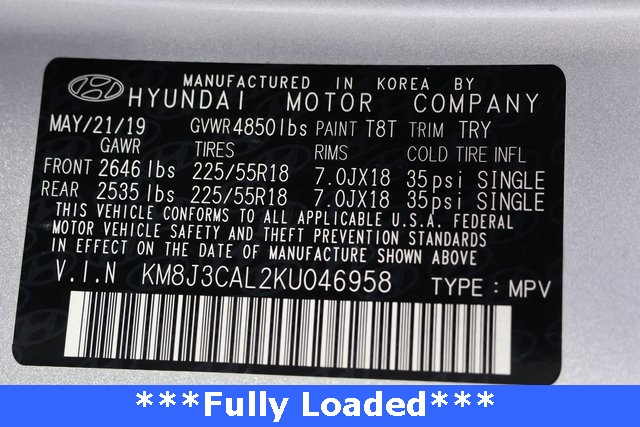 MANUFACTURED IN KOREA BY
HYUNDAI MOTOR COMPANY
MAY/21/19 GVWR 4850lbs PAINT T8T TRIM TRY
GAWR TIRES RIMS COLD TIRE INFL
FRONT 2646 lbs 225/55R18 7.0JX18 35psi SINGLE
REAR 2535 lbs 225/55R18 7.0JX18 35psi SINGLE
THIS VEHICLE CONFORMS TO ALL APPLICABLE U.S.A. FEDERAL
MOTOR VEHICLE SAFETY AND THEFT PREVENTION STANDARDS
IN EFFECT ON THE DATE OF MANUFACTURE SHOWN ABOVE
V.I.N KM8J3CAL2KU046958 TYPE : MPV
***Fully Loaded***